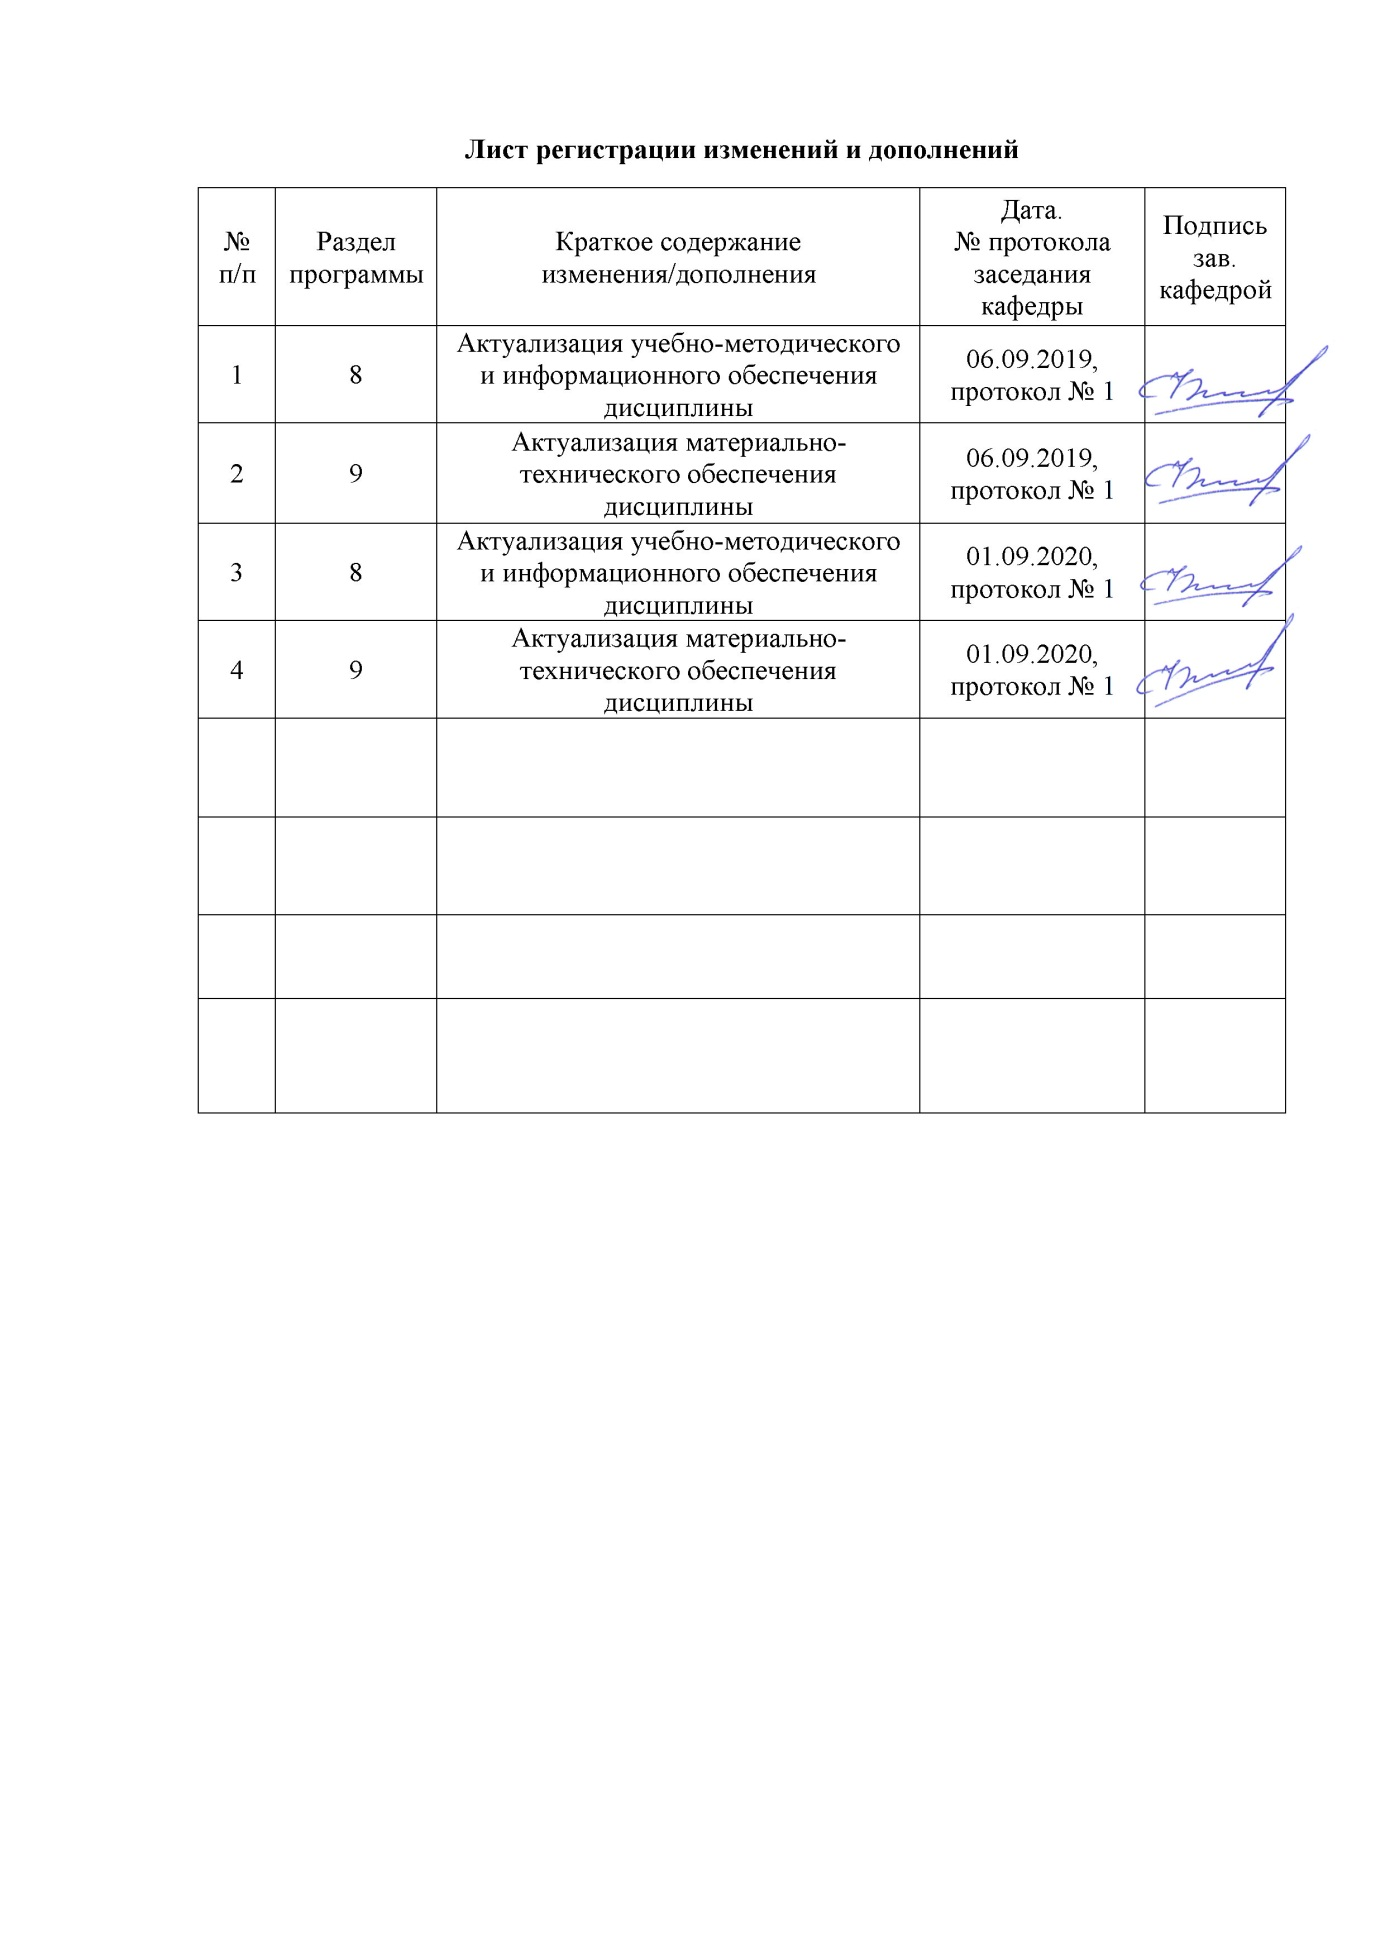 Лист регистрации изменений и дополнений
№
п/п
Раздел
программы
Краткое содержание
изменения/дополнения
Дата.
№ протокола
заседания
кафедры
Подпись
зав.
кафедрой
1
8
Актуализация учебно-методического
и информационного обеспечения
дисциплины
06.09.2019,
протокол № 1
2
9
Актуализация материально-
технического обеспечения
дисциплины
06.09.2019,
протокол № 1
3
8
Актуализация учебно-методического
и информационного обеспечения
дисциплины
01.09.2020,
протокол № 1
4
9
Актуализация материально-
технического обеспечения
дисциплины
01.09.2020,
протокол № 1